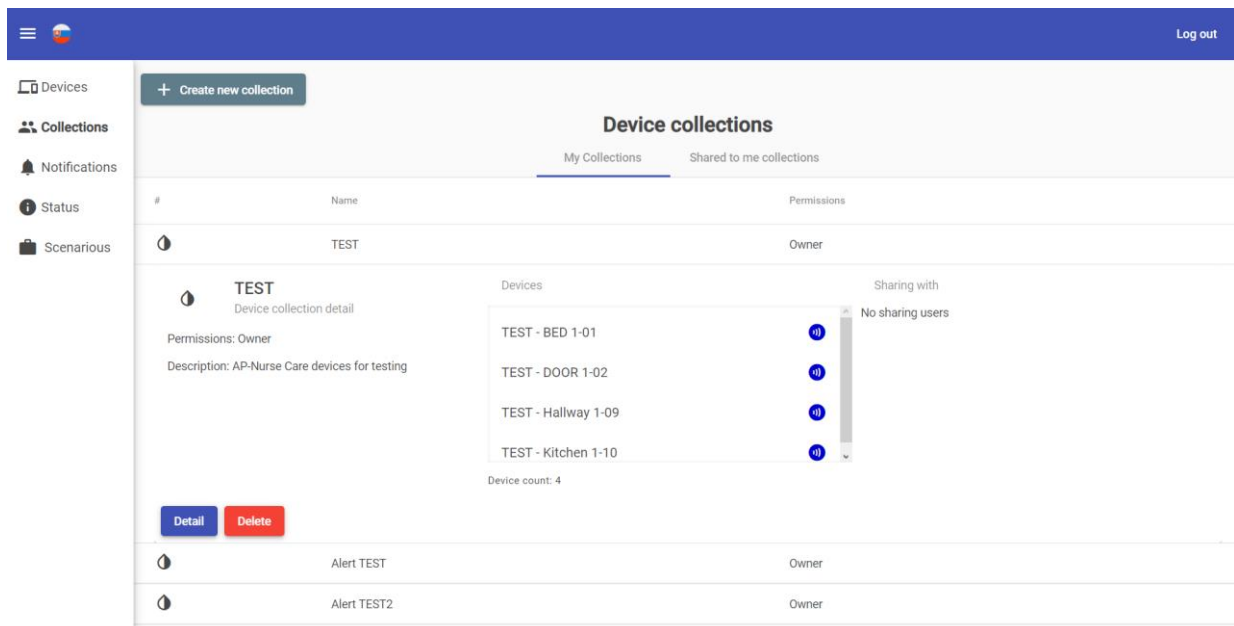 Log out
Devices
Collections
Notifications
Status
Scenarious
+ Create new collection
Device collections
My Collections Shared to me collections
# Name Permissions
TEST Owner
TEST
Device collection detail
Permissions: Owner
Description: AP-Nurse Care devices for testing
Devices
TEST - BED 1-01
TEST - DOOR 1-02
TEST - Hallway 1-09
TEST - Kitchen 1-10
Device count: 4
Sharing with
No sharing users
Detail Delete
Alert TEST Owner
Alert TEST2 Owner